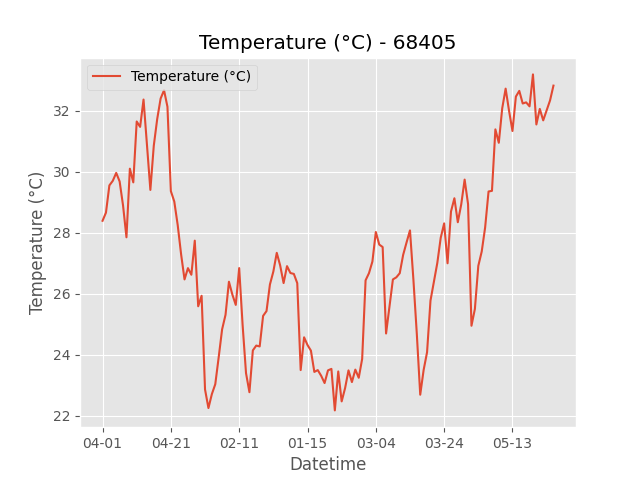 Temperature (°C) - 68405
Temperature (°C)
32
30
28
26
24
22
Temperature (°C)
04-01 04-21 02-11 01-15 03-04 03-24 05-13
Datetime